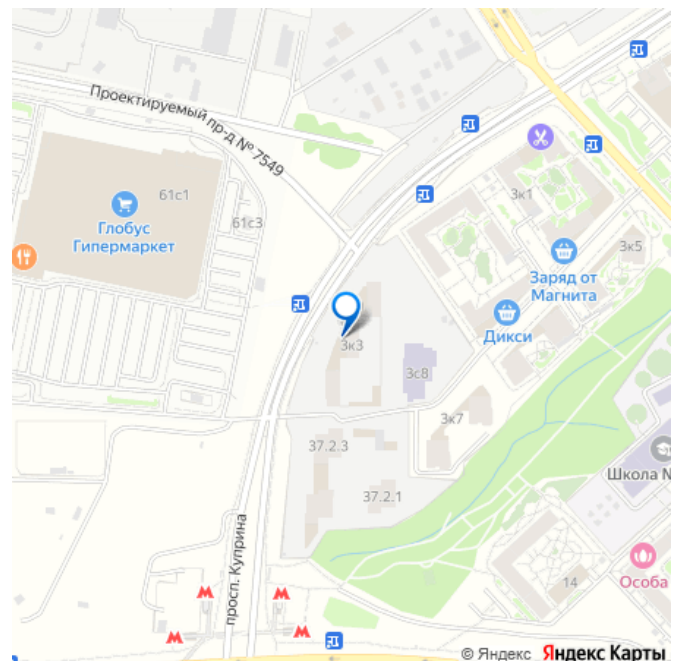 Проектируемый пр-д № 7549
61с1
61с3
Глобус
Гипермаркет
3к1
3к5
Заряд от
Магнита
Дикси
3к3
3с8
3к7
37.2.3
37.2.1
Школа N
просп. Куприна
14
Особа
© Яндекс Яндекс Карты